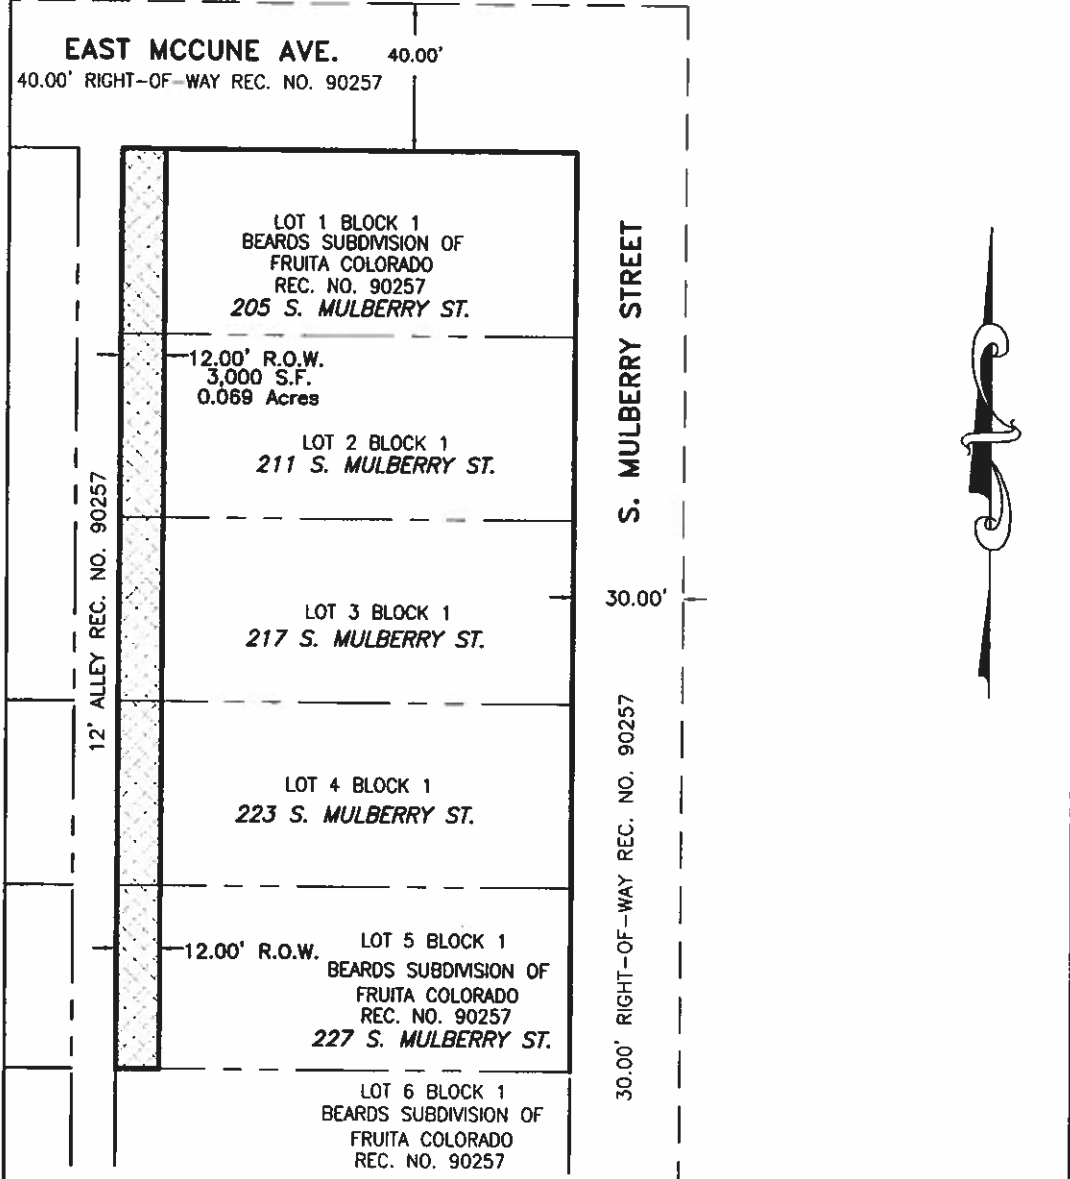 EAST MCCUNE AVE.
40.00'
40.00' RIGHT-OF-WAY REC. NO. 90257
LOT 1 BLOCK 1
BEARDS SUBDIVISION OF
FRUITA COLORADO
REC. NO. 90257
205 S. MULBERRY ST.
12.00' R.O.W.
3,000 S.F.
0.069 Acres
LOT 2 BLOCK 1
211 S. MULBERRY ST.
S. MULBERRY STREET
12' ALLEY REC. NO. 90257
30.00'
LOT 3 BLOCK 1
217 S. MULBERRY ST.
LOT 4 BLOCK 1
223 S. MULBERRY ST.
30.00' RIGHT-OF-WAY REC. NO. 90257
12.00' R.O.W.
LOT 5 BLOCK 1
BEARDS SUBDIVISION OF
FRUITA COLORADO
REC. NO. 90257
227 S. MULBERRY ST.
LOT 6 BLOCK 1
BEARDS SUBDIVISION OF
FRUITA COLORADO
REC. NO. 90257